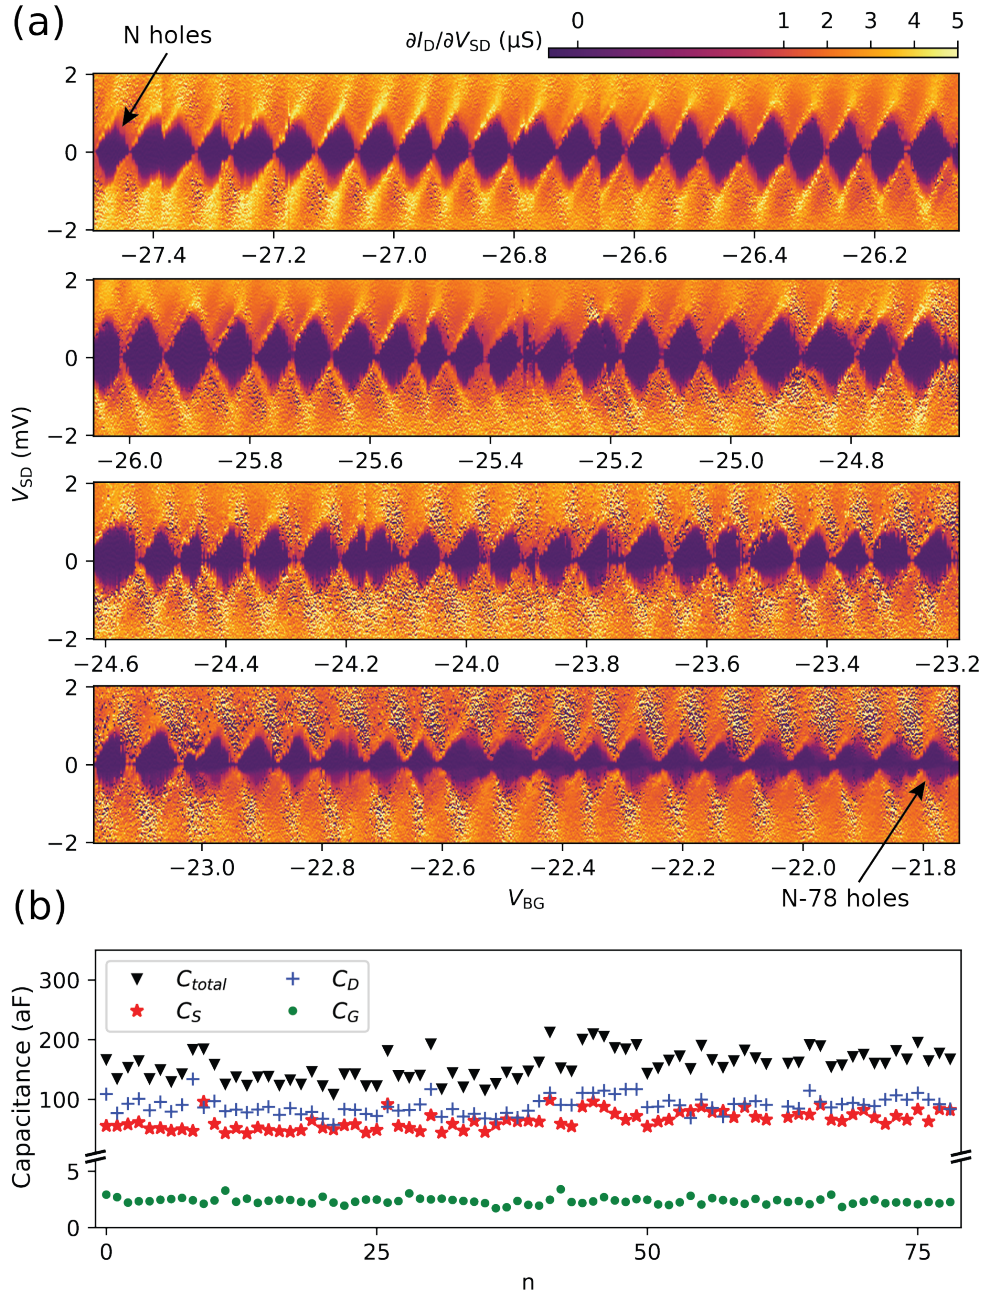 (a)
N holes
∂I_D/∂V_SD (μS)
0 1 2 3 4 5
2
0
−2
−27.4 −27.2 −27.0 −26.8 −26.6 −26.4 −26.2
2
0
−2
−26.0 −25.8 −25.6 −25.4 −25.2 −25.0 −24.8
V_SD (mV)
2
0
−2
−24.6 −24.4 −24.2 −24.0 −23.8 −23.6 −23.4 −23.2
2
0
−2
−23.0 −22.8 −22.6 −22.4 −22.2 −22.0 −21.8
V_BG
N-78 holes
(b)
Capacitance (aF)
300
200
100
5
0
C_total
C_S
C_D
C_G
0 25 50 75
n